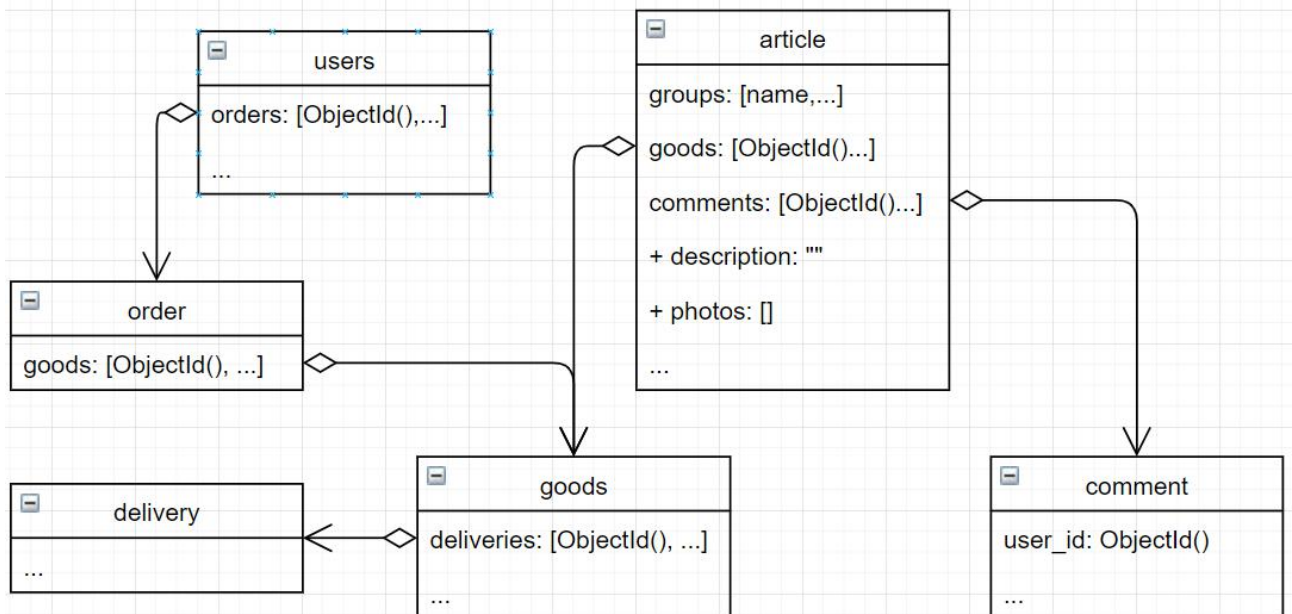 users
orders: [ObjectId(),...]
...
article
groups: [name,...]
goods: [ObjectId()...]
comments: [ObjectId()...]
+ description: ""
+ photos: []
...
order
goods: [ObjectId(), ...]
delivery
...
goods
deliveries: [ObjectId(), ...]
...
comment
user_id: ObjectId()
...